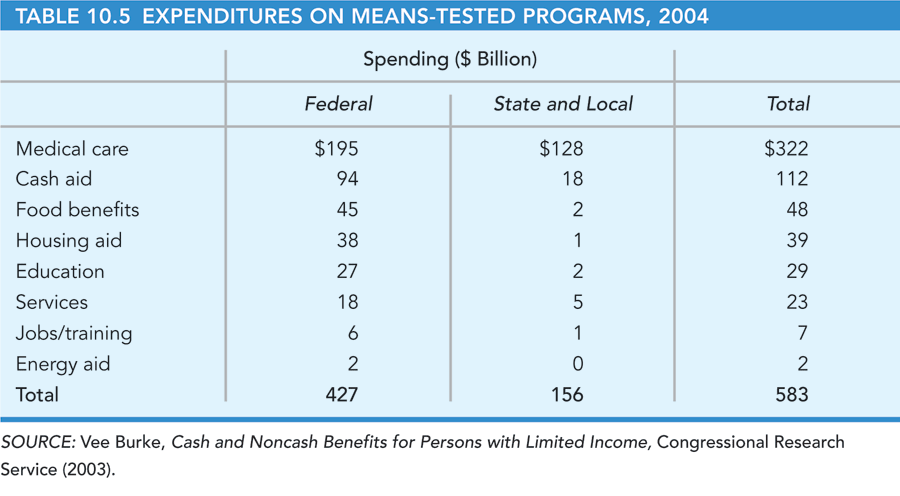 TABLE 10.5 EXPENDITURES ON MEANS-TESTED PROGRAMS, 2004
Spending ($ Billion)
Federal State and Local Total
Medical care $195 $128 $322
Cash aid 94 18 112
Food benefits 45 2 48
Housing aid 38 1 39
Education 27 2 29
Services 18 5 23
Jobs/training 6 1 7
Energy aid 2 0 2
Total 427 156 583
SOURCE: Vee Burke, Cash and Noncash Benefits for Persons with Limited Income, Congressional Research
Service (2003).